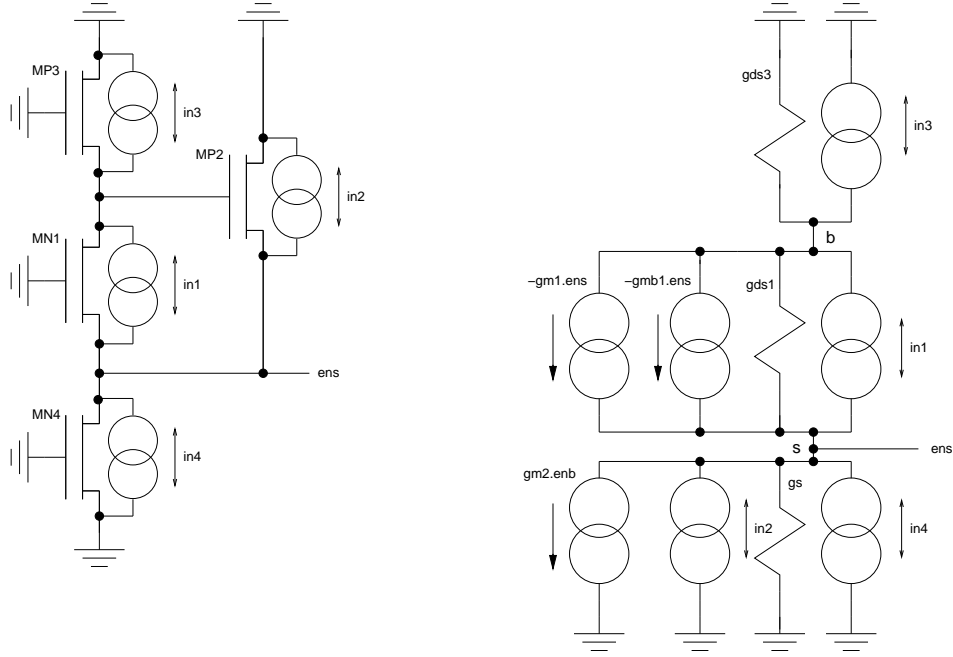 MP3
in3
MP2
in2
MN1
in1
ens
MN4
in4
gds3
in3
b
–gm1.ens
–gmb1.ens
gds1
in1
s
ens
gm2.enb
gs
in2
in4